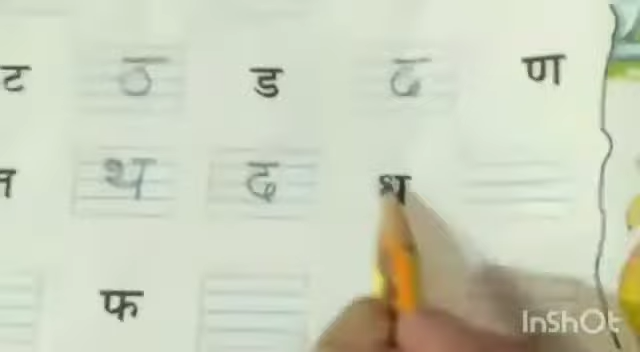 ट ठ ड ढ ण
त थ द ध
फ
InShOt